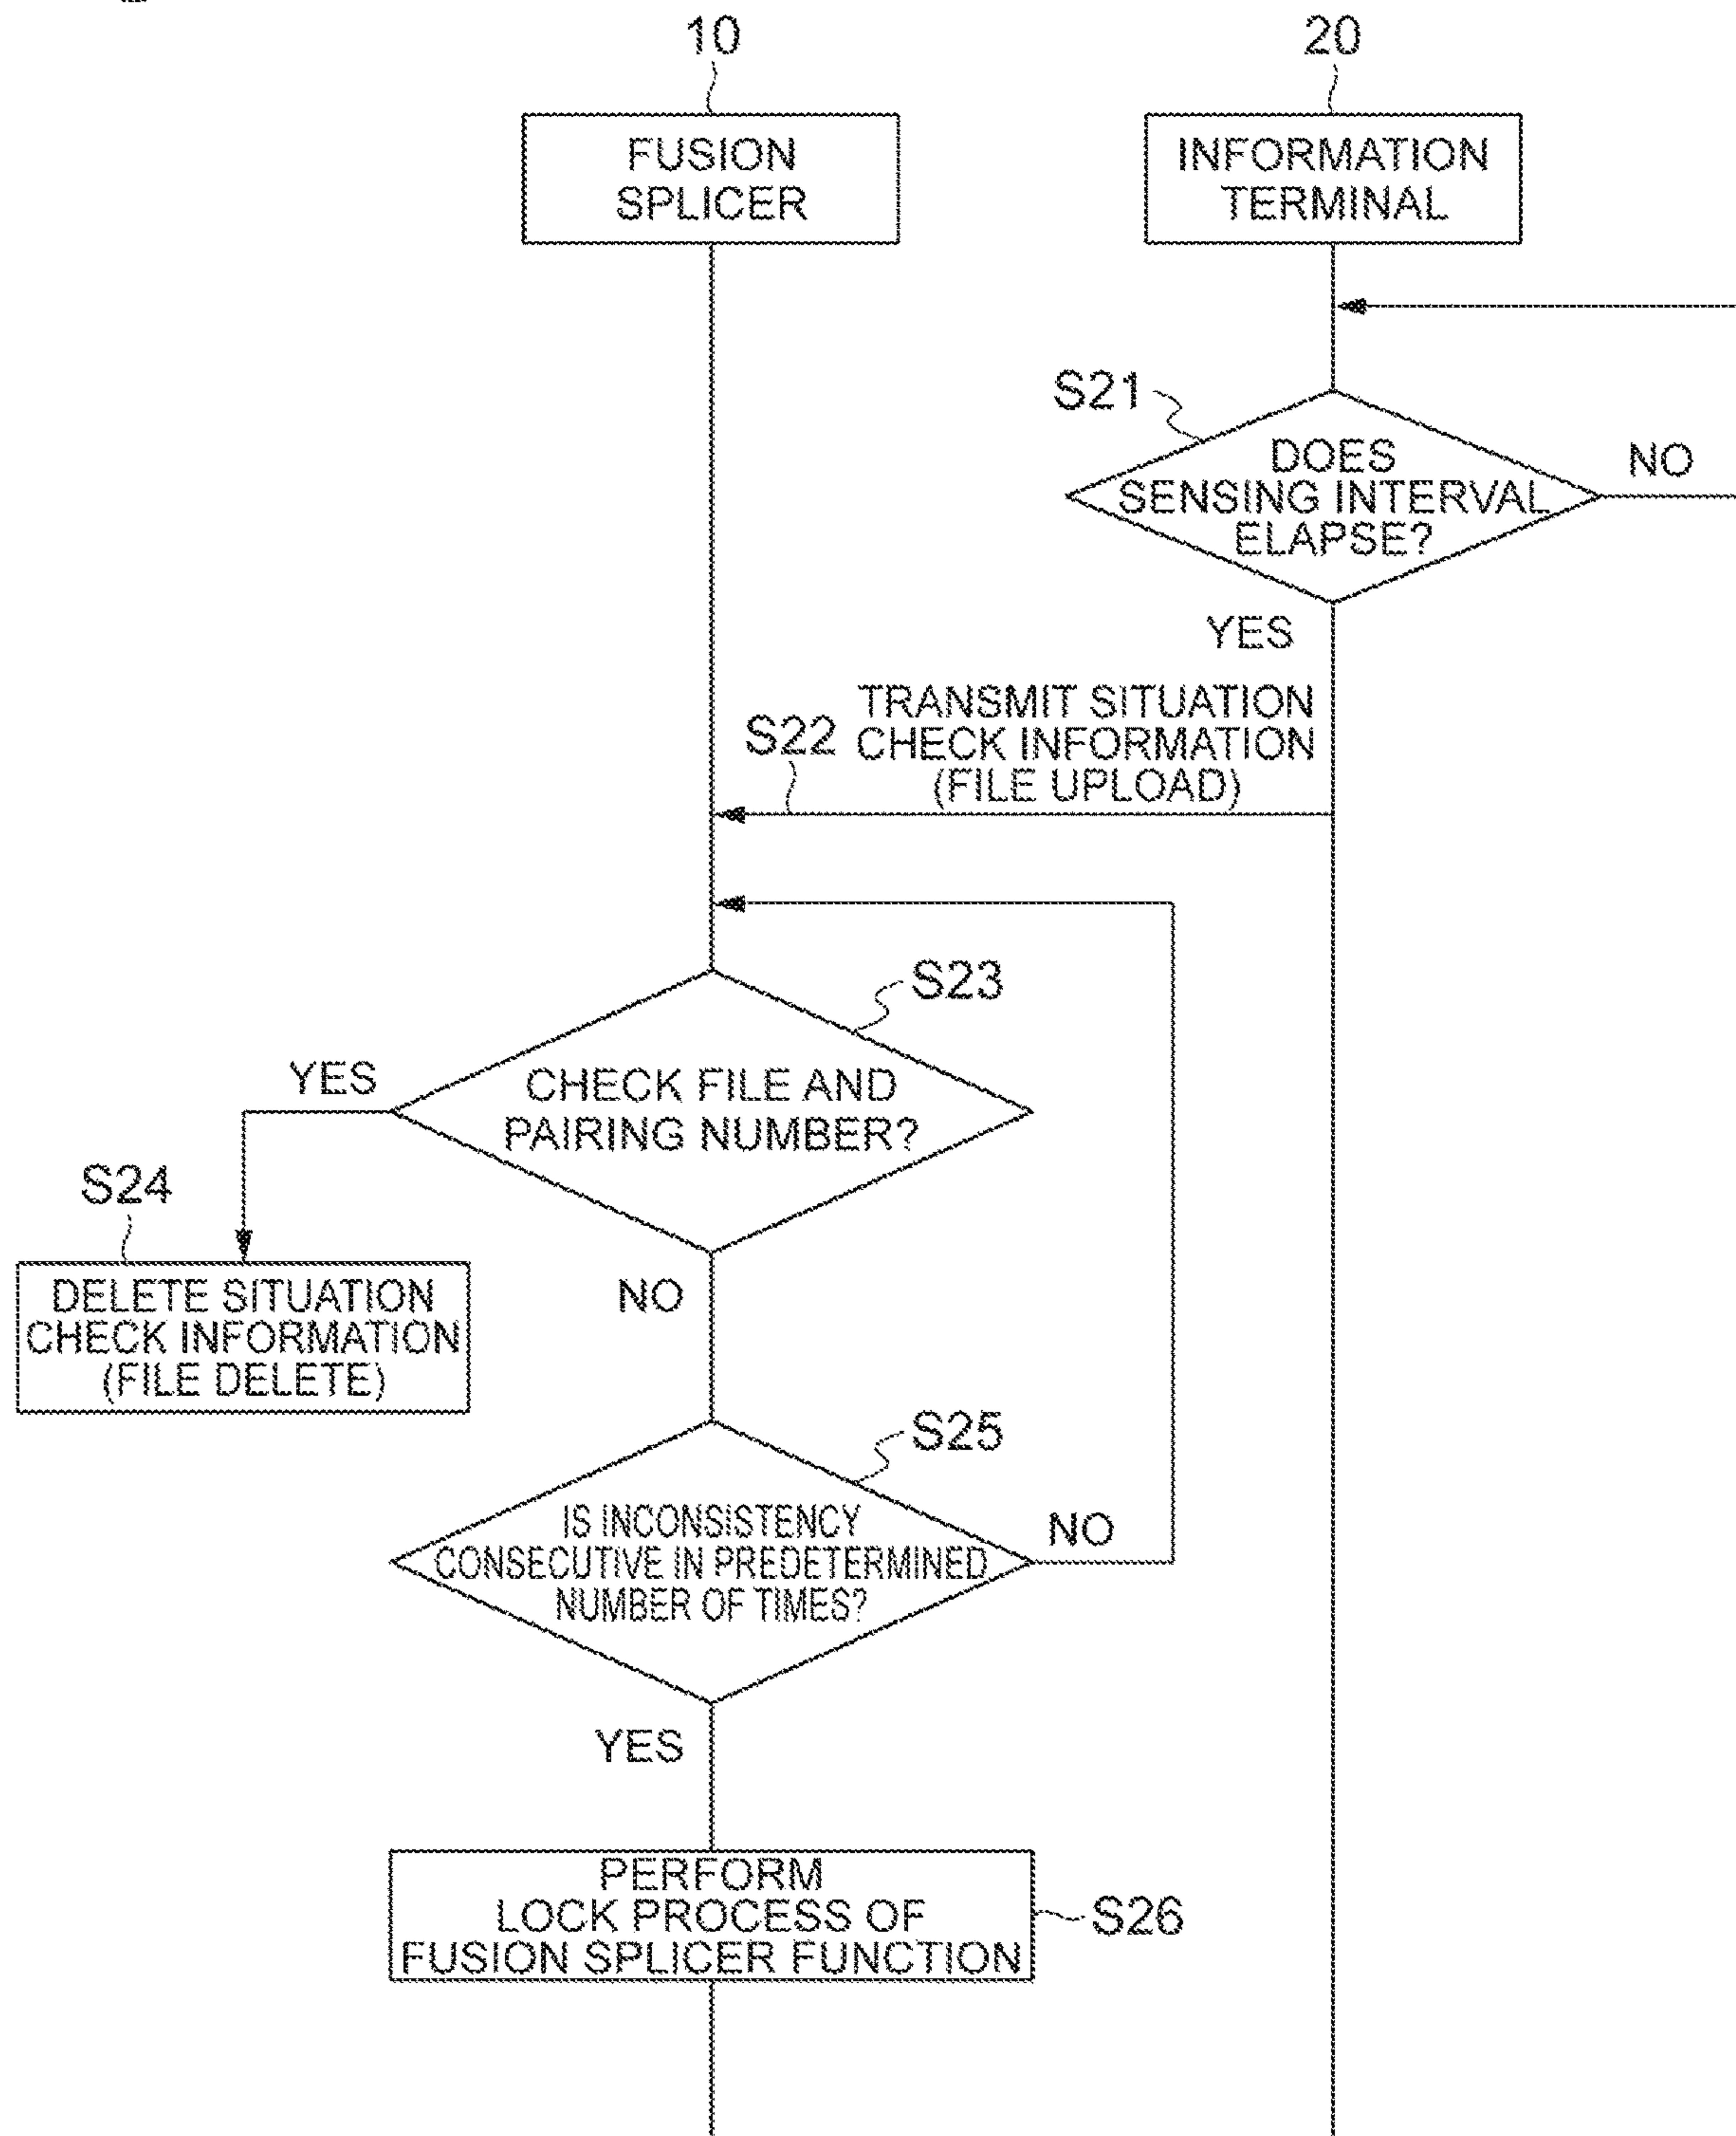 10
20
FUSION
SPLICER
INFORMATION
TERMINAL
S21
DOES
SENSING INTERVAL
ELAPSE?
NO
YES
S22
TRANSMIT SITUATION
CHECK INFORMATION
(FILE UPLOAD)
S23
YES
CHECK FILE AND
PAIRING NUMBER?
S24
DELETE SITUATION
CHECK INFORMATION
(FILE DELETE)
NO
S25
IS INCONSISTENCY
CONSECUTIVE IN PREDETERMINED
NUMBER OF TIMES?
NO
YES
PERFORM
LOCK PROCESS OF
FUSION SPLICER FUNCTION
S26